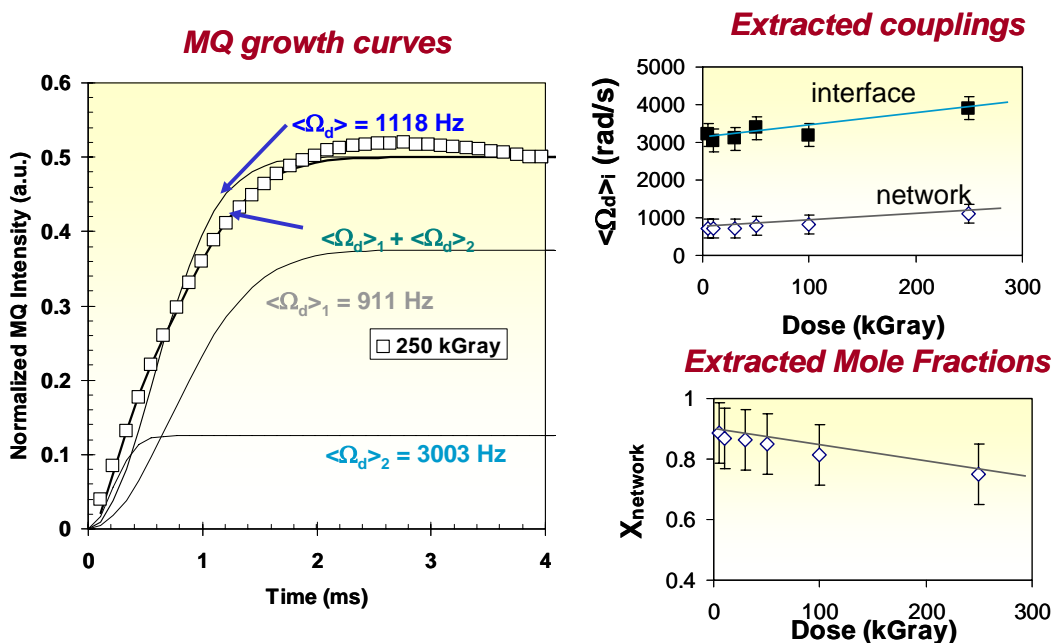 MQ growth curves
Normalized MQ Intensity (a.u.)
0.6
0.5
0.4
0.3
0.2
0.1
0
<Ωd> = 1118 Hz
<Ωd>1 + <Ωd>2
<Ωd>1 = 911 Hz
250 kGray
<Ωd>2 = 3003 Hz
0 1 2 3 4
Time (ms)
Extracted couplings
<Ωd>i (rad/s)
5000
4000
3000
2000
1000
0
interface
network
0 100 200 300
Dose (kGray)
Extracted Mole Fractions
Xnetwork
1
0.8
0.6
0.4
0 100 200 300
Dose (kGray)